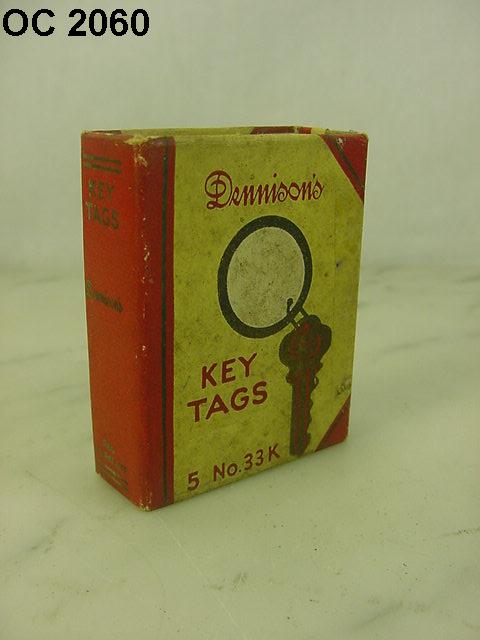 OC 2060
KEY
TAGS
Dennison's
Dennison's
KEY
TAGS
5 No. 33K